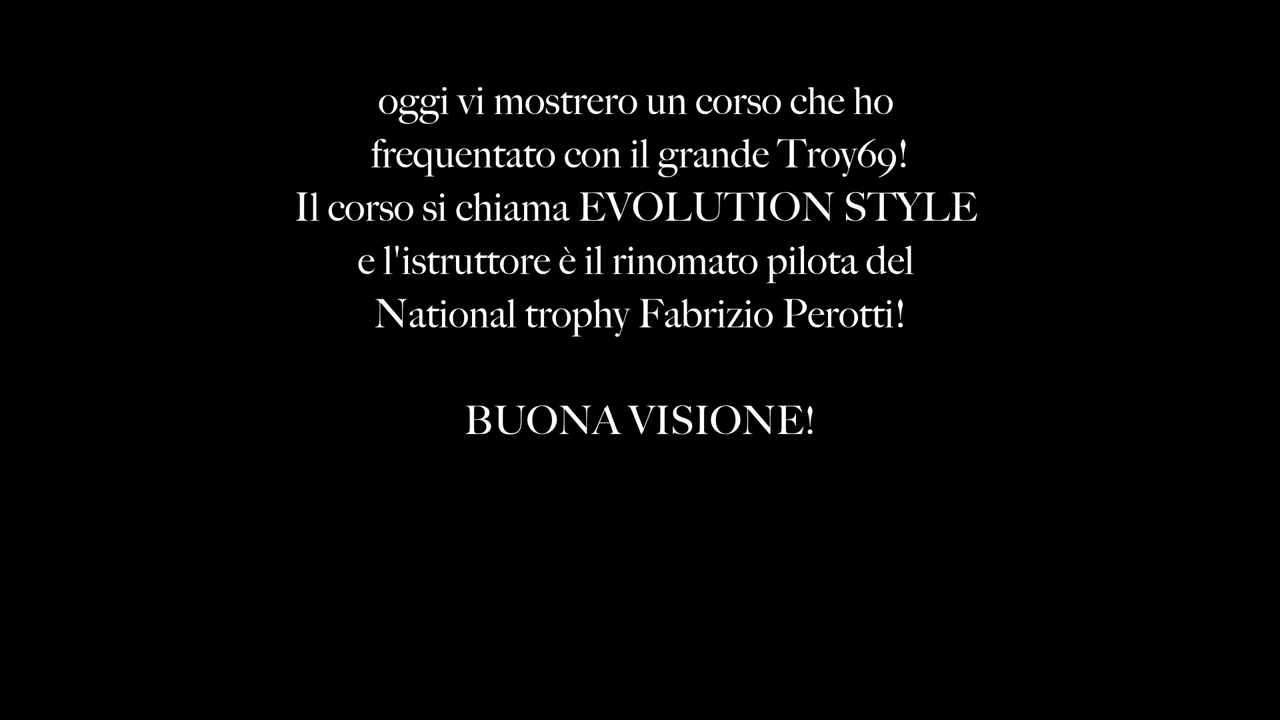 oggi vi mostrero un corso che ho
frequentato con il grande Troy69!
Il corso si chiama EVOLUTION STYLE
e l'istruttore è il rinomato pilota del
National trophy Fabrizio Perotti!
BUONA VISIONE!